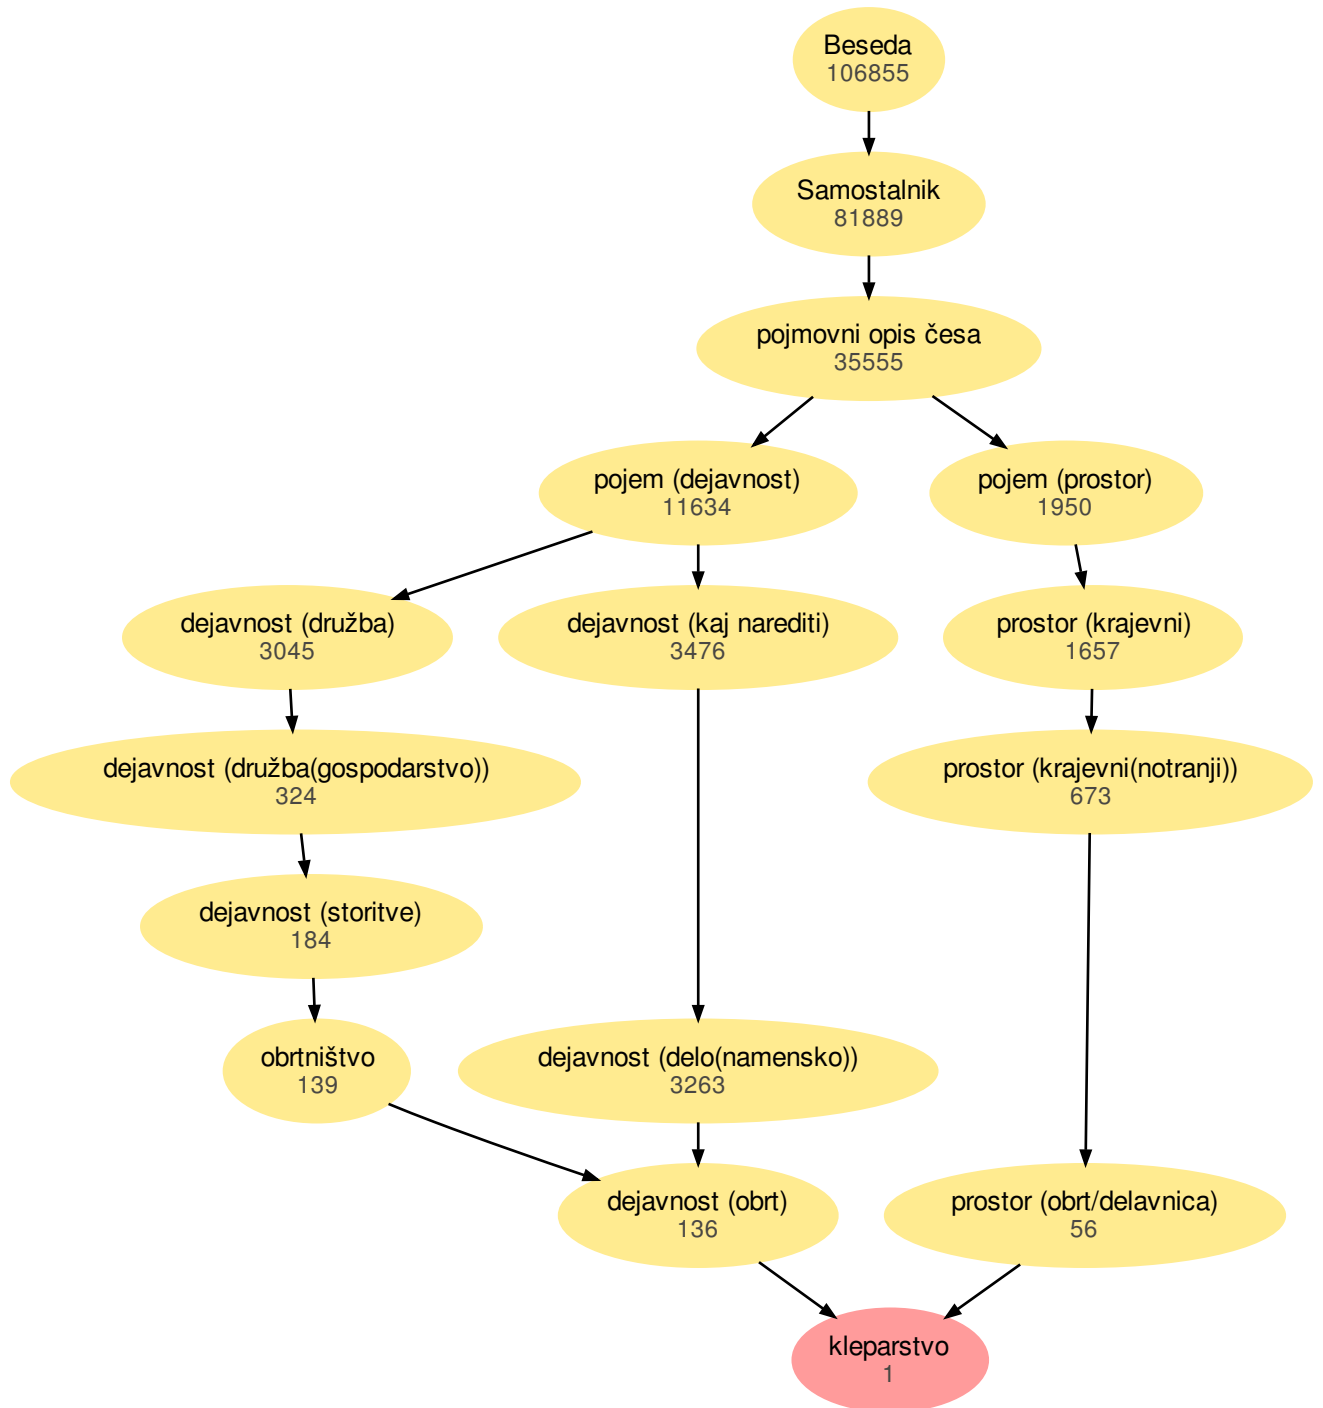 Beseda
106855
Samostalnik
81889
pojmovni opis česa
35555
pojem (dejavnost)
11634
pojem (prostor)
1950
dejavnost (družba)
3045
dejavnost (kaj narediti)
3476
prostor (krajevni)
1657
dejavnost (družba(gospodarstvo))
324
prostor (krajevni(notranji))
673
dejavnost (storitve)
184
obrtništvo
139
dejavnost (delo(namensko))
3263
dejavnost (obrt)
136
prostor (obrt/delavnica)
56
kleparstvo
1